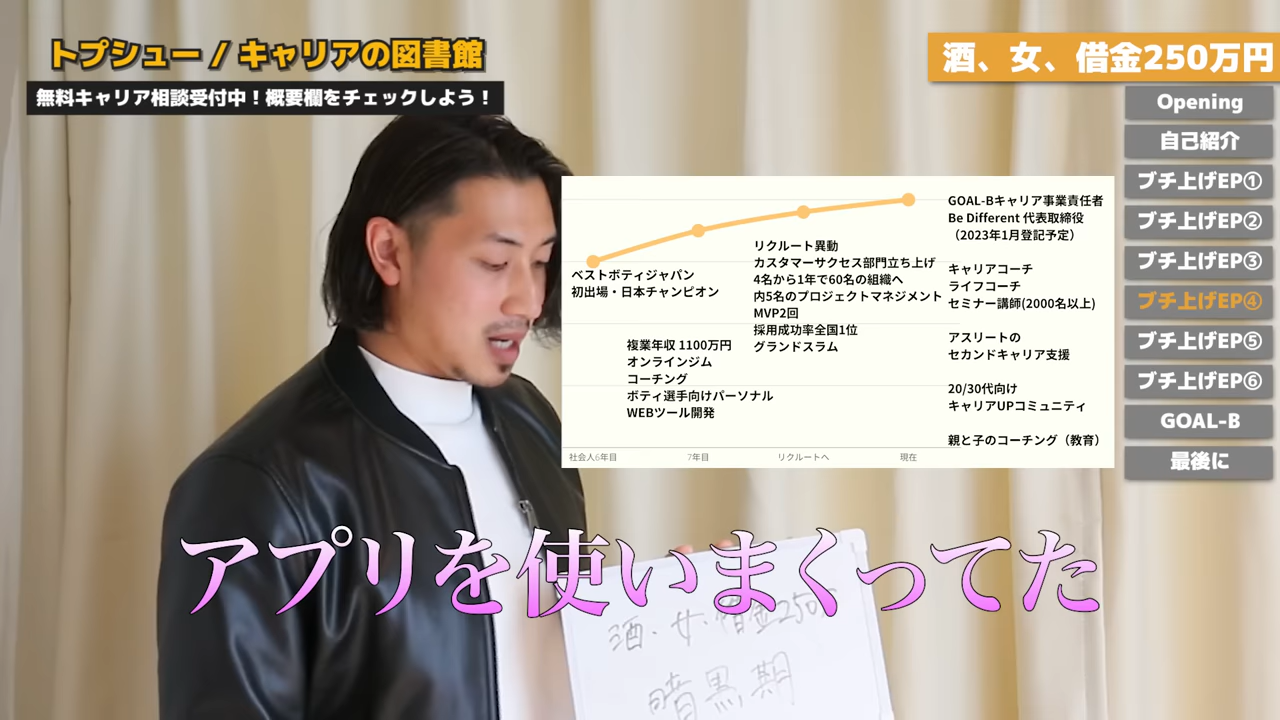 トプシュー / キャリアの図書館
無料キャリア相談受付中！概要欄をチェックしよう！
酒、女、借金250万円
Opening
自己紹介
ブチ上げEP①
ブチ上げEP②
ブチ上げEP③
ブチ上げEP④
ブチ上げEP⑤
ブチ上げEP⑥
GOAL-B
最後に
ベストボティジャパン
初出場・日本チャンピオン
複業年収 1100万円
オンラインジム
コーチング
ボティ選手向けパーソナル
WEBツール開発
リクルート異動
カスタマーサクセス部門立ち上げ
4名から1年で60名の組織へ
内5名のプロジェクトマネジメント
MVP2回
採用成功率全国1位
グランドスラム
GOAL-Bキャリア事業責任者
Be Different 代表取締役
（2023年1月登記予定）
キャリアコーチ
ライフコーチ
セミナー講師(2000名以上)
アスリートの
セカンドキャリア支援
20/30代向け
キャリアUPコミュニティ
親と子のコーチング（教育）
社会人6年目
7年目
リクルートへ
現在
アプリを使いまくってた
酒、女、借金250
暗黒期